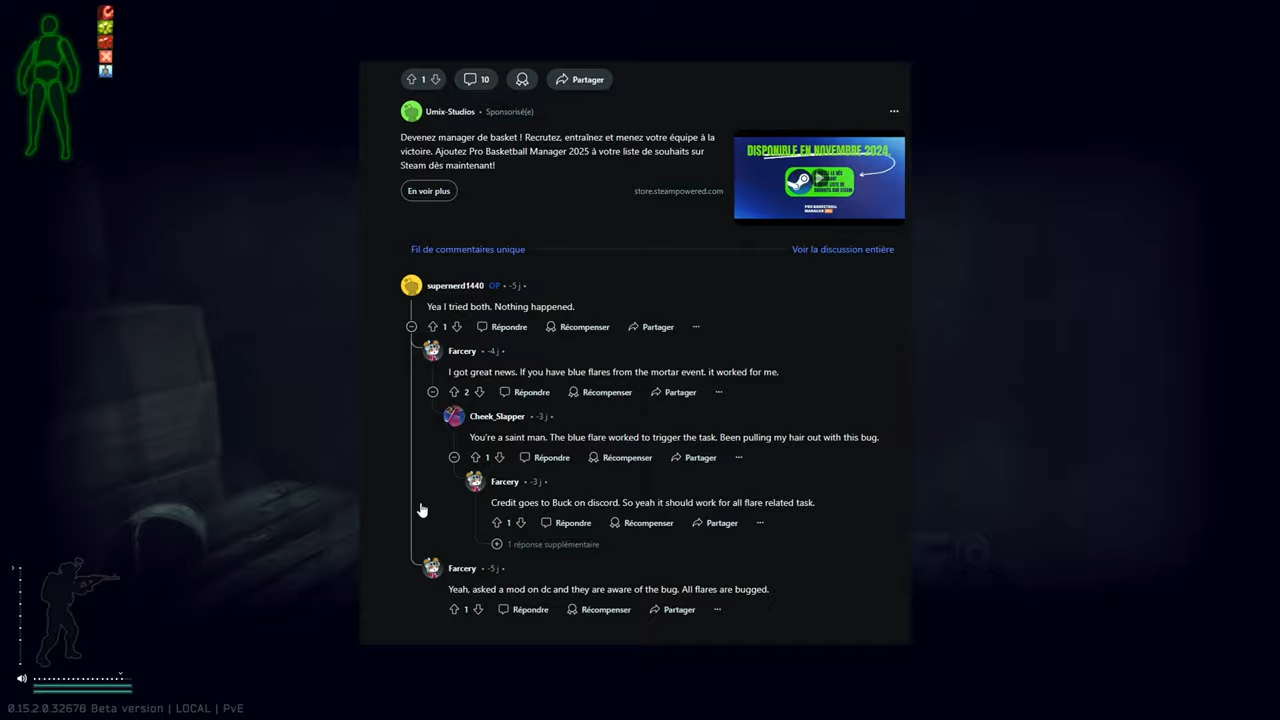 1
10
Partager
Umix-Studios • Sponsorisé(e)
Devenez manager de basket ! Recrutez, entraînez et menez votre équipe à la
victoire. Ajoutez Pro Basketball Manager 2025 à votre liste de souhaits sur
Steam dès maintenant!
En voir plus
store.steampowered.com
DISPONIBLE EN NOVEMBRE 2024
PRO BASKETBALL
MANAGER
Fil de commentaires unique
Voir la discussion entière
supernerd1440 OP • -5 j •
Yea I tried both. Nothing happened.
1 Répondre Récompenser Partager ...
Farcery • -4 j •
I got great news. If you have blue flares from the mortar event. it worked for me.
2 Répondre Récompenser Partager ...
Cheek_Slapper • -3 j •
You're a saint man. The blue flare worked to trigger the task. Been pulling my hair out with this bug.
1 Répondre Récompenser Partager ...
Farcery • -3 j •
Credit goes to Buck on discord. So yeah it should work for all flare related task.
1 Répondre Récompenser Partager ...
1 réponse supplémentaire
Farcery • -5 j •
Yeah, asked a mod on dc and they are aware of the bug. All flares are bugged.
1 Répondre Récompenser Partager ...
0.15.2.0.32678 Beta version | LOCAL | PvE